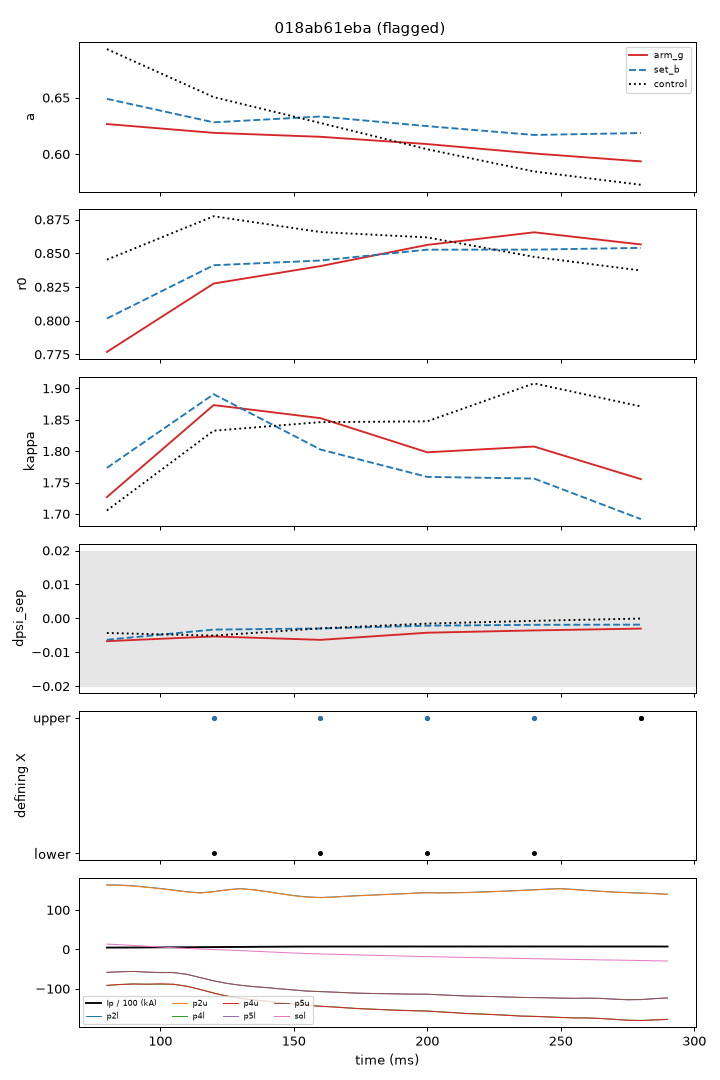 018ab61eba (flagged)
a
0.65
0.60
arm_g
set_b
control
r0
0.875
0.850
0.825
0.800
0.775
kappa
1.90
1.85
1.80
1.75
1.70
dpsi_sep
0.02
0.01
0.00
−0.01
−0.02
defining X
upper
lower
100
0
−100
Ip / 100 (kA) p2u p4u p5u
p2l p4l p5l sol
100 150 200 250 300
time (ms)